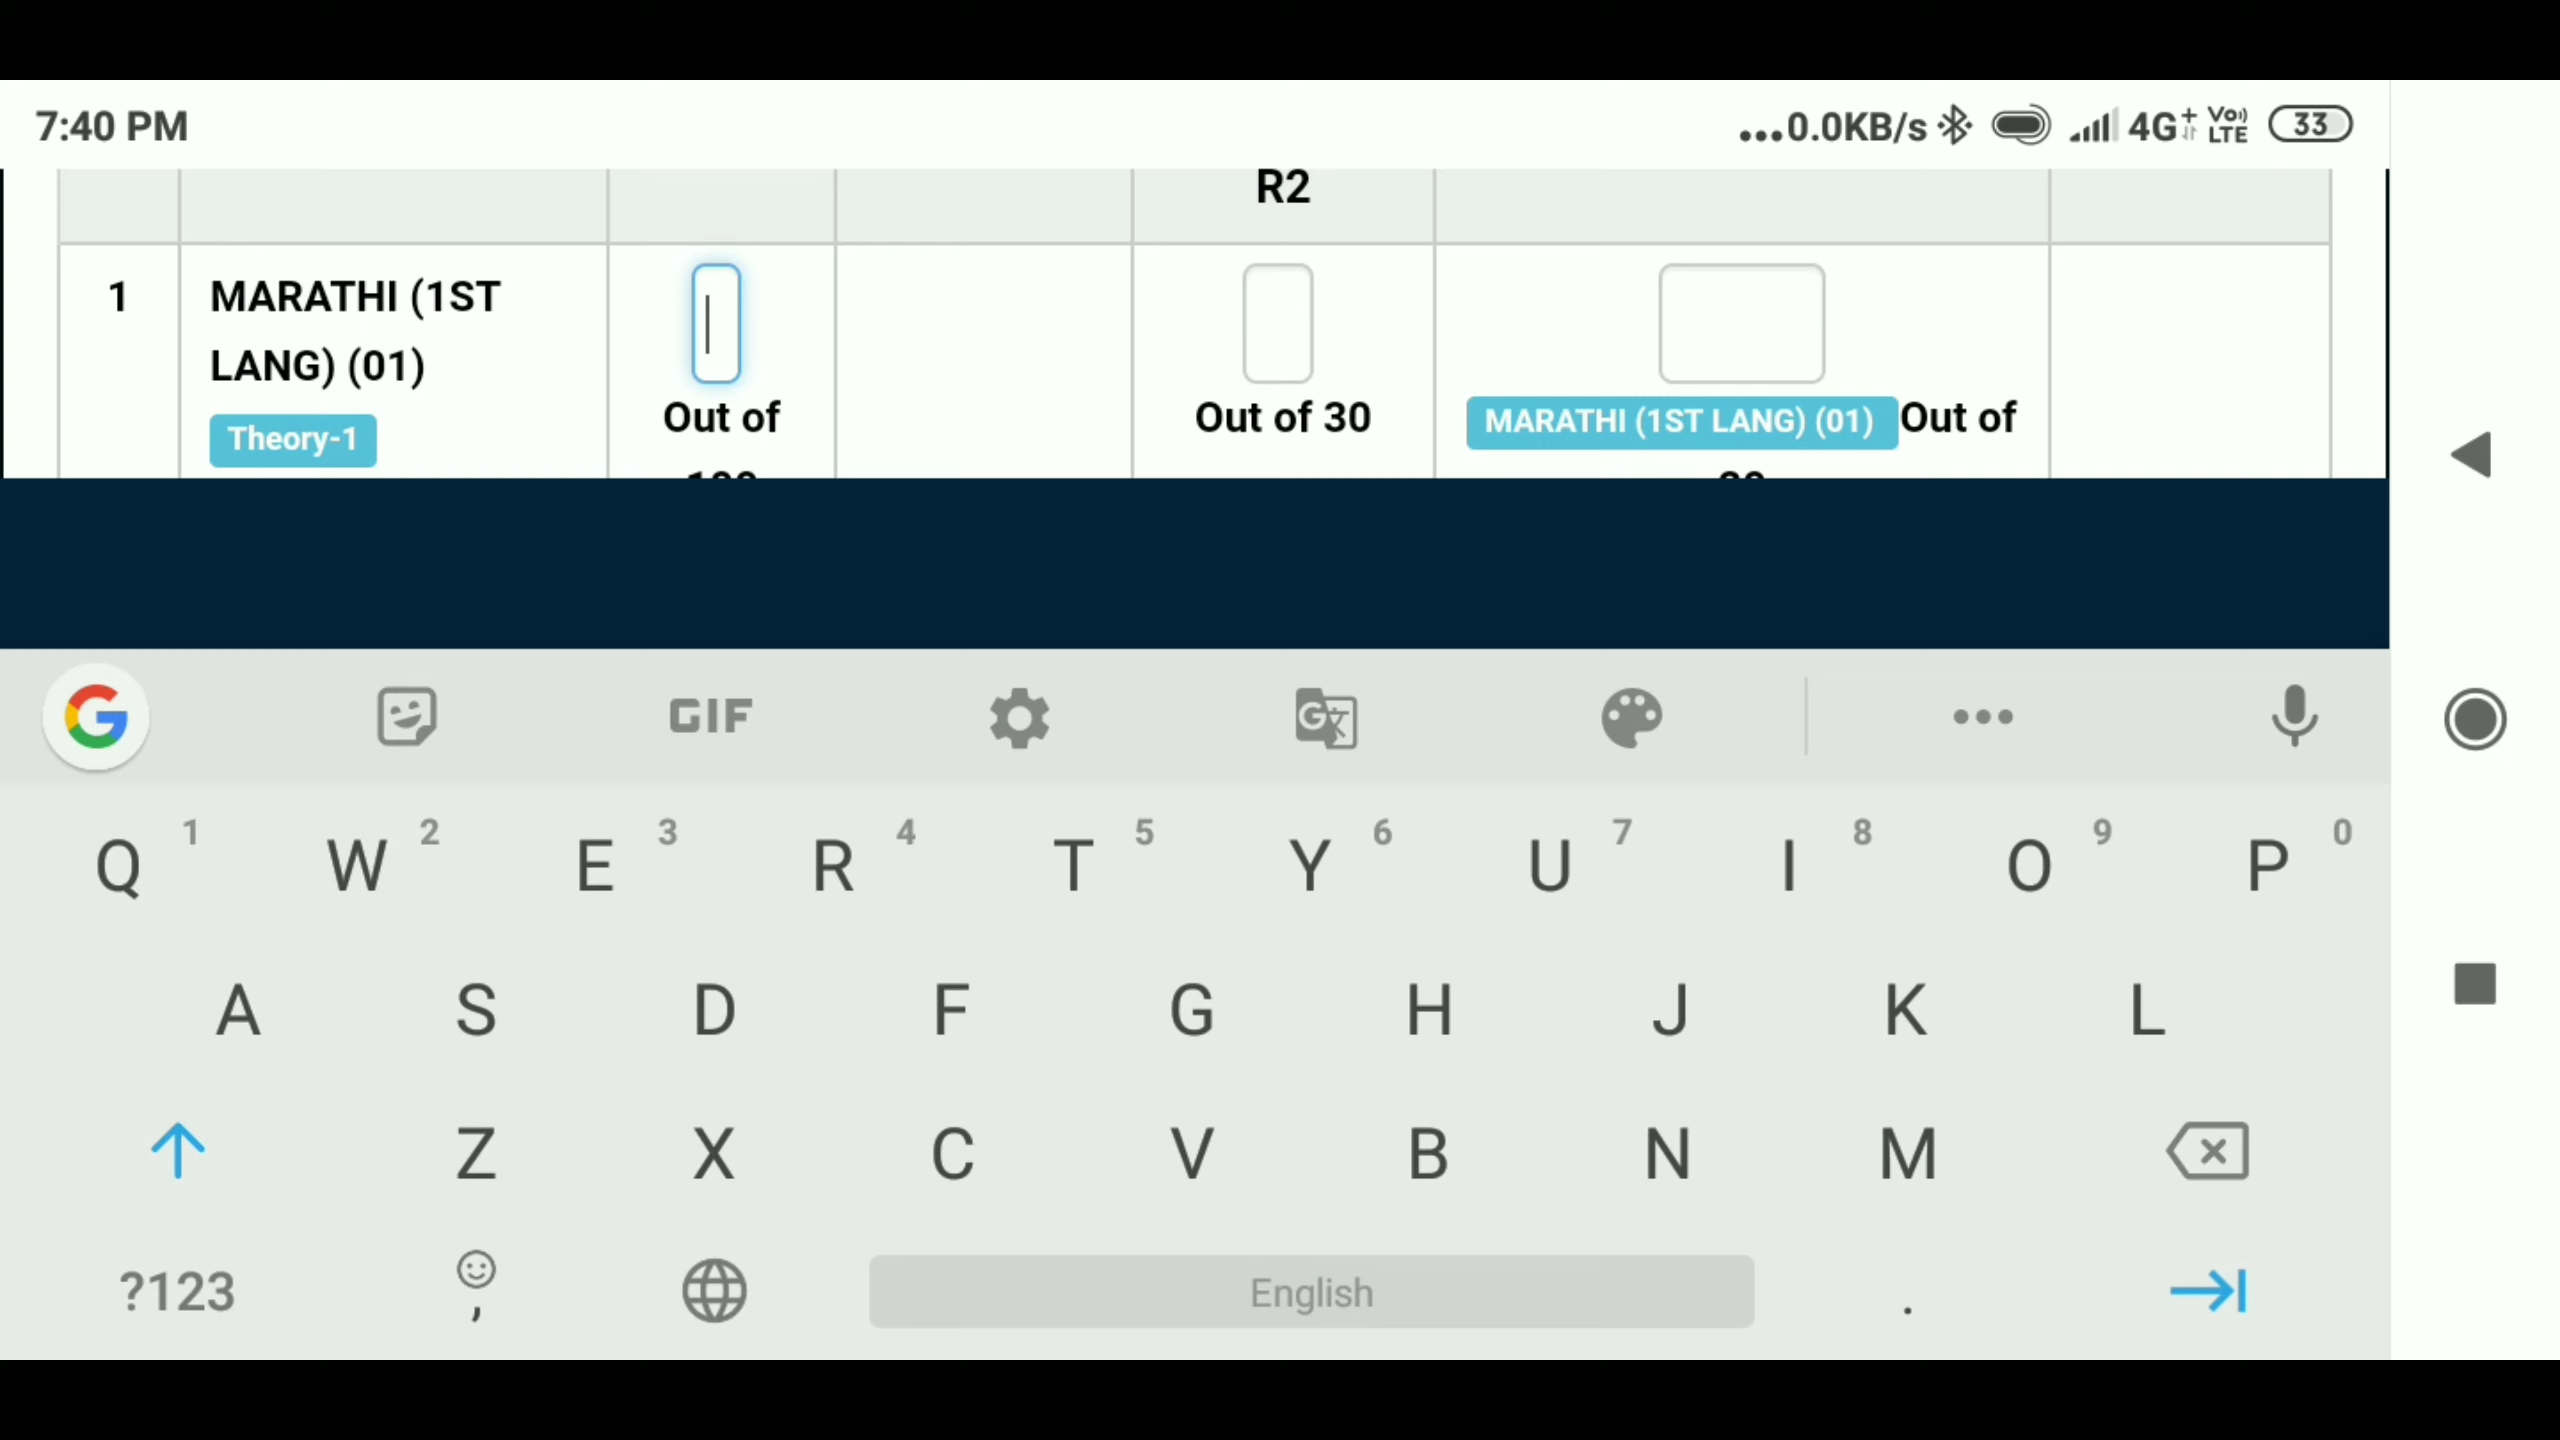 7:40 PM
...0.0KB/s 4G+ Vo) LTE 33
R2
1 MARATHI (1ST
LANG) (01)
Theory-1
Out of
Out of 30
MARATHI (1ST LANG) (01) Out of
GIF
Q 1 W 2 E 3 R 4 T 5 Y 6 U 7 I 8 O 9 P 0
A S D F G H J K L
Z X C V B N M
?123 , English .